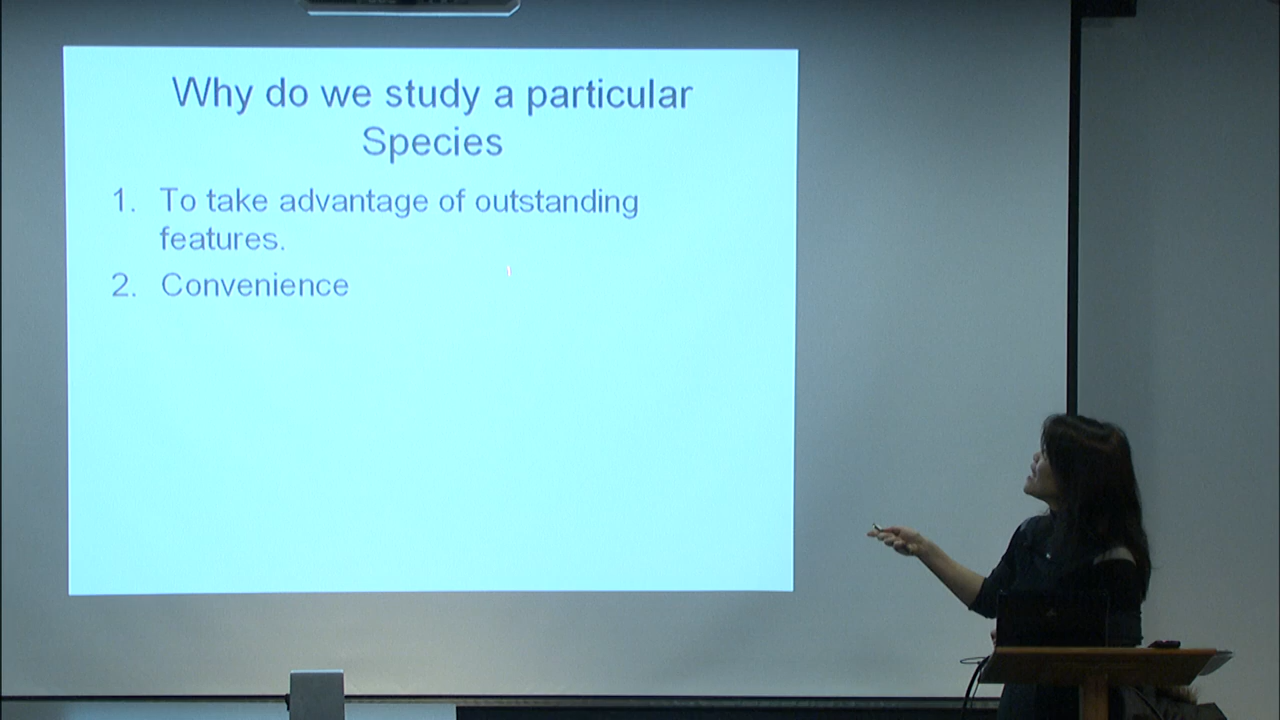 Why do we study a particular
Species
1. To take advantage of outstanding
features.
2. Convenience